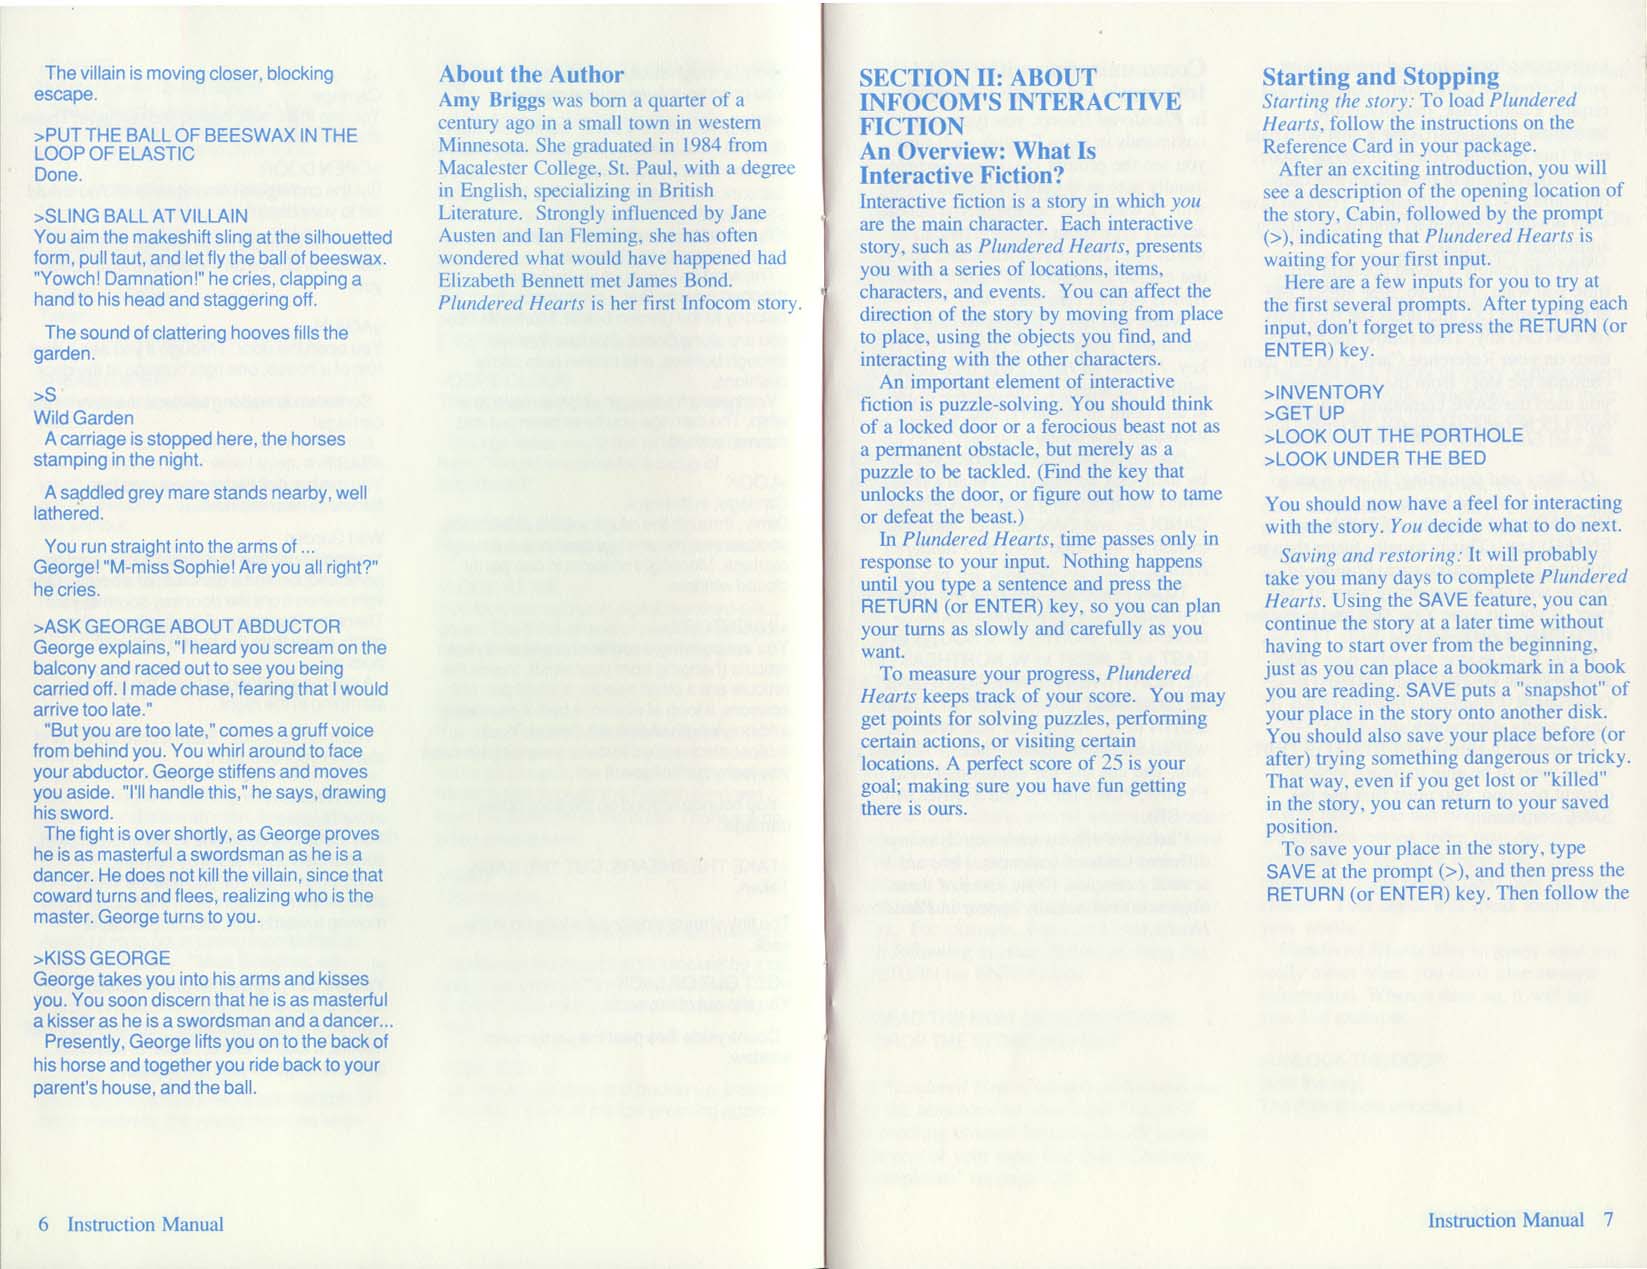 The villain is moving closer, blocking
escape.
>PUT THE BALL OF BEESWAX IN THE
LOOP OF ELASTIC
Done.
>SLING BALL AT VILLAIN
You aim the makeshift sling at the silhouetted
form, pull taut, and let fly the ball of beeswax.
"Yowch! Damnation!" he cries, clapping a
hand to his head and staggering off.
The sound of clattering hooves fills the
garden.
>S
Wild Garden
A carriage is stopped here, the horses
stamping in the night.
A saddled grey mare stands nearby, well
lathered.
You run straight into the arms of ...
George! "M-miss Sophie! Are you all right?"
he cries.
>ASK GEORGE ABOUT ABDUCTOR
George explains, "I heard you scream on the
balcony and raced out to see you being
carried off. I made chase, fearing that I would
arrive too late."
"But you are too late," comes a gruff voice
from behind you. You whirl around to face
your abductor. George stiffens and moves
you aside. "I'll handle this," he says, drawing
his sword.
The fight is over shortly, as George proves
he is as masterful a swordsman as he is a
dancer. He does not kill the villain, since that
coward turns and flees, realizing who is the
master. George turns to you.
>KISS GEORGE
George takes you into his arms and kisses
you. You soon discern that he is as masterful
a kisser as he is a swordsman and a dancer...
Presently, George lifts you on to the back of
his horse and together you ride back to your
parent's house, and the ball.
6 Instruction Manual
About the Author
Amy Briggs was born a quarter of a
century ago in a small town in western
Minnesota. She graduated in 1984 from
Macalester College, St. Paul, with a degree
in English, specializing in British
Literature. Strongly influenced by Jane
Austen and Ian Fleming, she has often
wondered what would have happened had
Elizabeth Bennett met James Bond.
Plundered Hearts is her first Infocom story.
SECTION II: ABOUT
INFOCOM'S INTERACTIVE
FICTION
An Overview: What Is
Interactive Fiction?
Interactive fiction is a story in which you
are the main character. Each interactive
story, such as Plundered Hearts, presents
you with a series of locations, items,
characters, and events. You can affect the
direction of the story by moving from place
to place, using the objects you find, and
interacting with the other characters.
An important element of interactive
fiction is puzzle-solving. You should think
of a locked door or a ferocious beast not as
a permanent obstacle, but merely as a
puzzle to be tackled. (Find the key that
unlocks the door, or figure out how to tame
or defeat the beast.)
In Plundered Hearts, time passes only in
response to your input. Nothing happens
until you type a sentence and press the
RETURN (or ENTER) key, so you can plan
your turns as slowly and carefully as you
want.
To measure your progress, Plundered
Hearts keeps track of your score. You may
get points for solving puzzles, performing
certain actions, or visiting certain
locations. A perfect score of 25 is your
goal; making sure you have fun getting
there is ours.
Starting and Stopping
Starting the story: To load Plundered
Hearts, follow the instructions on the
Reference Card in your package.
After an exciting introduction, you will
see a description of the opening location of
the story, Cabin, followed by the prompt
(>), indicating that Plundered Hearts is
waiting for your first input.
Here are a few inputs for you to try at
the first several prompts. After typing each
input, don't forget to press the RETURN (or
ENTER) key.
>INVENTORY
>GET UP
>LOOK OUT THE PORTHOLE
>LOOK UNDER THE BED
You should now have a feel for interacting
with the story. You decide what to do next.
Saving and restoring: It will probably
take you many days to complete Plundered
Hearts. Using the SAVE feature, you can
continue the story at a later time without
having to start over from the beginning,
just as you can place a bookmark in a book
you are reading. SAVE puts a "snapshot" of
your place in the story onto another disk.
You should also save your place before (or
after) trying something dangerous or tricky.
That way, even if you get lost or "killed"
in the story, you can return to your saved
position.
To save your place in the story, type
SAVE at the prompt (>), and then press the
RETURN (or ENTER) key. Then follow the
Instruction Manual 7